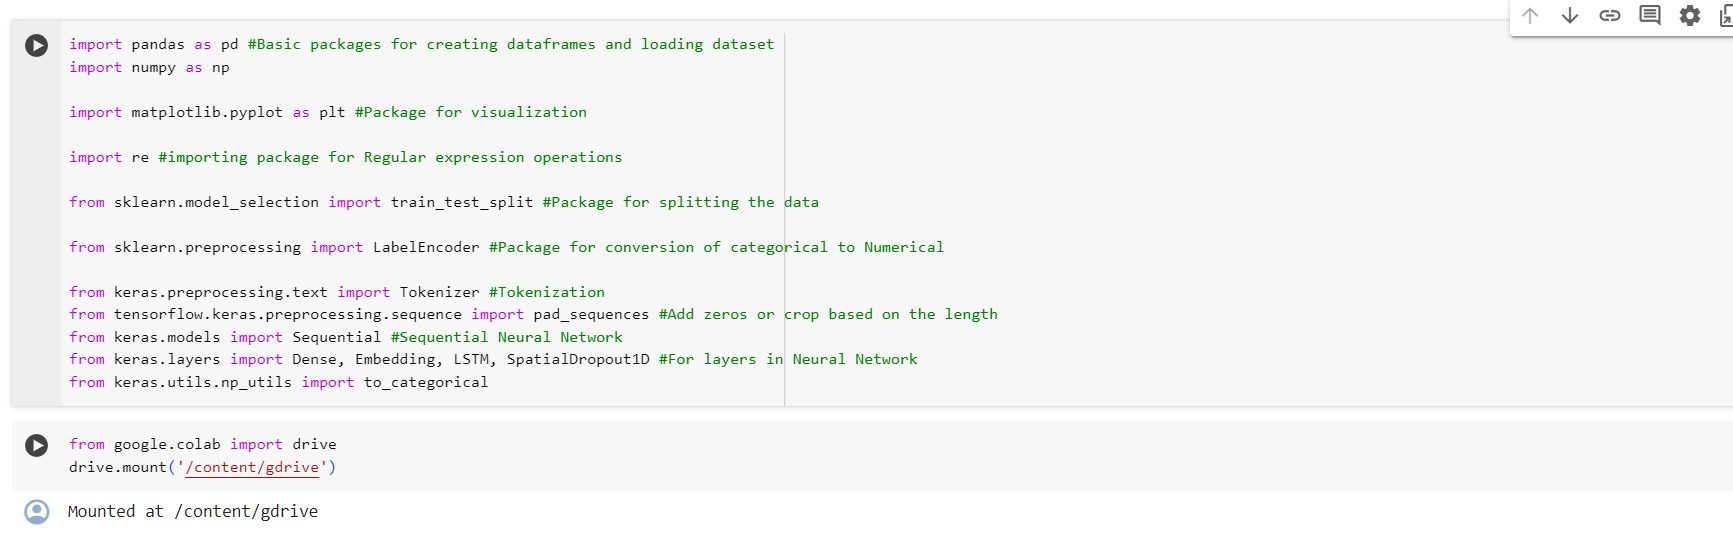 import pandas as pd #Basic packages for creating dataframes and loading dataset
import numpy as np
import matplotlib.pyplot as plt #Package for visualization
import re #importing package for Regular expression operations
from sklearn.model_selection import train_test_split #Package for splitting the data
from sklearn.preprocessing import LabelEncoder #Package for conversion of categorical to Numerical
from keras.preprocessing.text import Tokenizer #Tokenization
from tensorflow.keras.preprocessing.sequence import pad_sequences #Add zeros or crop based on the length
from keras.models import Sequential #Sequential Neural Network
from keras.layers import Dense, Embedding, LSTM, SpatialDropout1D #For layers in Neural Network
from keras.utils.np_utils import to_categorical
from google.colab import drive
drive.mount('/content/gdrive')
Mounted at /content/gdrive